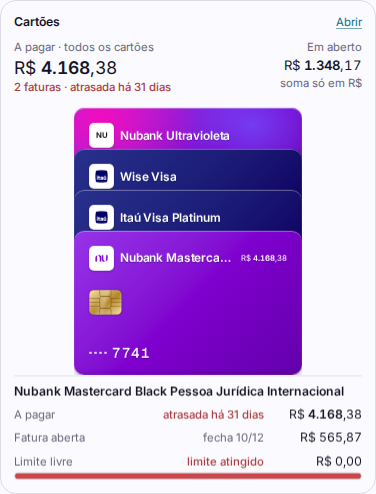 Cartões Abrir
A pagar · todos os cartões Em aberto
R$ 4.168,38 R$ 1.348,17
2 faturas · atrasada há 31 dias soma só em R$
NU Nubank Ultravioleta
Itaú Wise Visa
Itaú Itaú Visa Platinum
nu Nubank Masterca... R$ 4.168,38
•••• 7741
Nubank Mastercard Black Pessoa Jurídica Internacional
A pagar atrasada há 31 dias R$ 4.168,38
Fatura aberta fecha 10/12 R$ 565,87
Limite livre limite atingido R$ 0,00